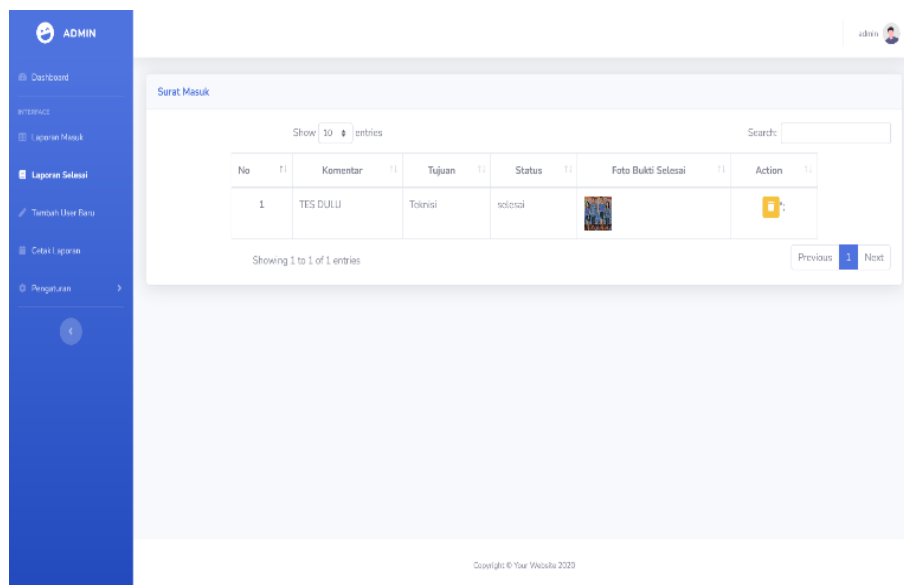 ADMIN
admin
Dashboard
Surat Masuk
INTERFACE
Laporan Masuk
Show 10 entries
Search:
Laporan Selesai
No Komentar Tujuan Status Foto Bukti Selesai Action
Tambah User Baru
1 TES DULU Teknisi selesai ";
Cetak Laporan
Showing 1 to 1 of 1 entries
Previous 1 Next
Pengaturan
Copyright © Your Website 2020